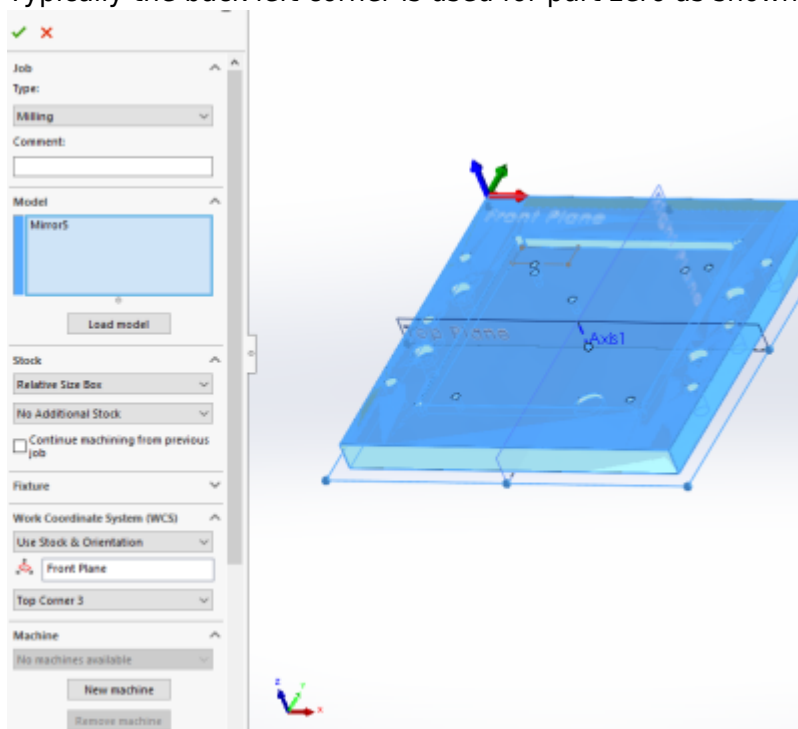 Typically the back left corner is used for part zero as shown
Job
Type:
Milling
Comment:
Model
Mirror5
Load model
Stock
Relative Size Box
No Additional Stock
Continue machining from previous
job
Fixture
Work Coordinate System (WCS)
Use Stock & Orientation
Front Plane
Top Corner 3
Machine
No machines available
New machine
Remove machine
Front Plane
Plane
Axis1
z
Y
x